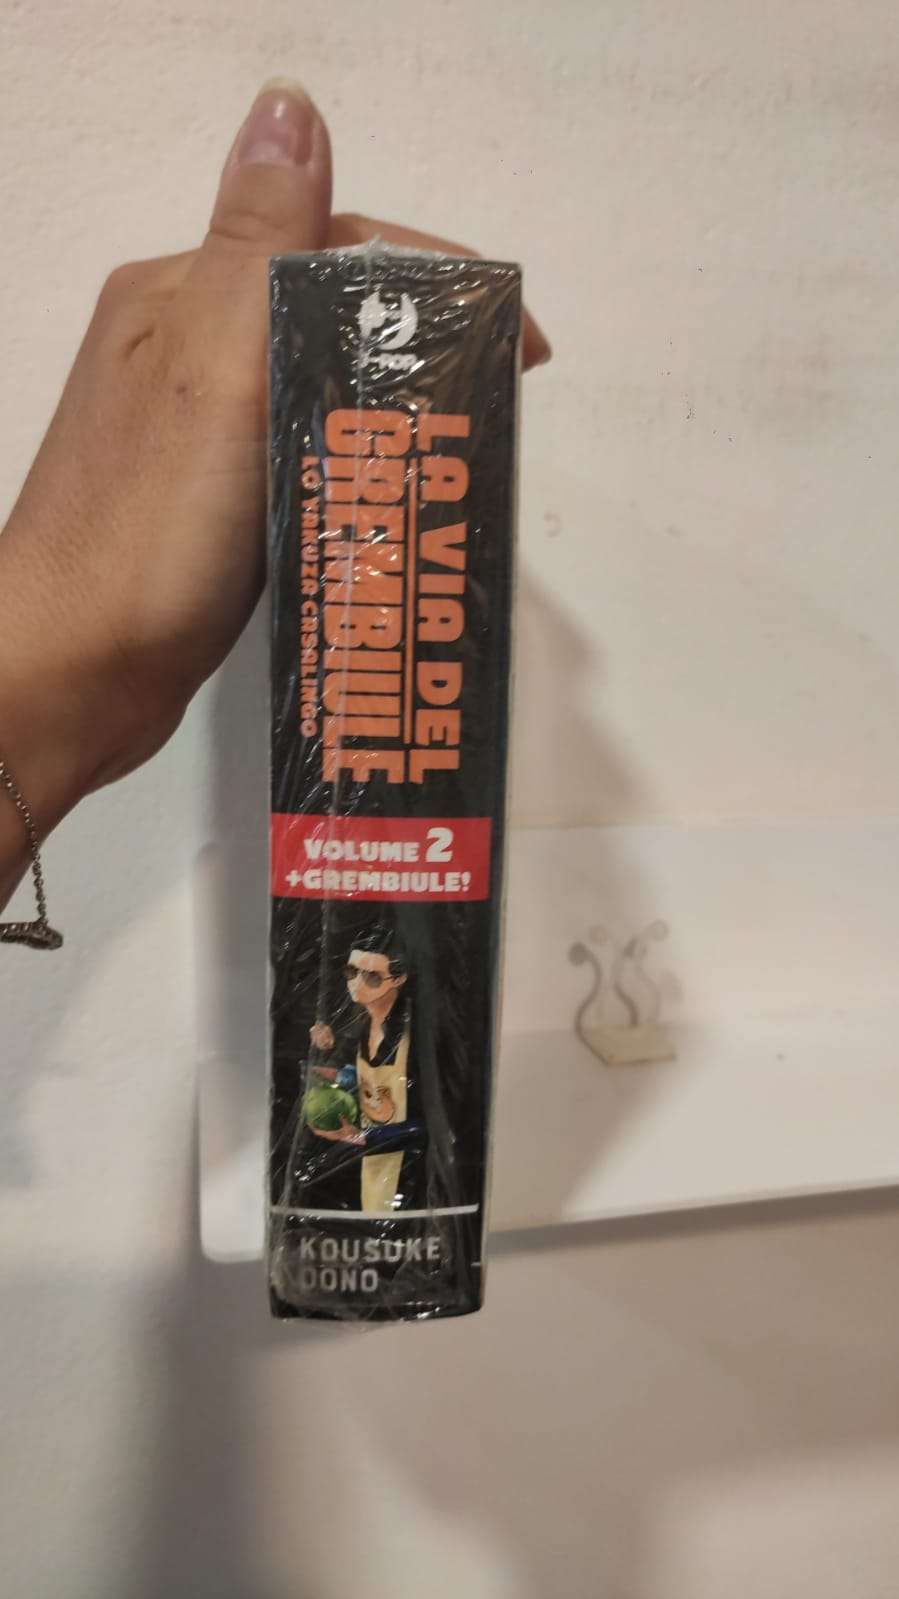 J-POP
LA VIA DEL
GREMBIULE
LO YAKUZA CASALINGO
VOLUME 2
+GREMBIULE!
KOUSUKE
OONO